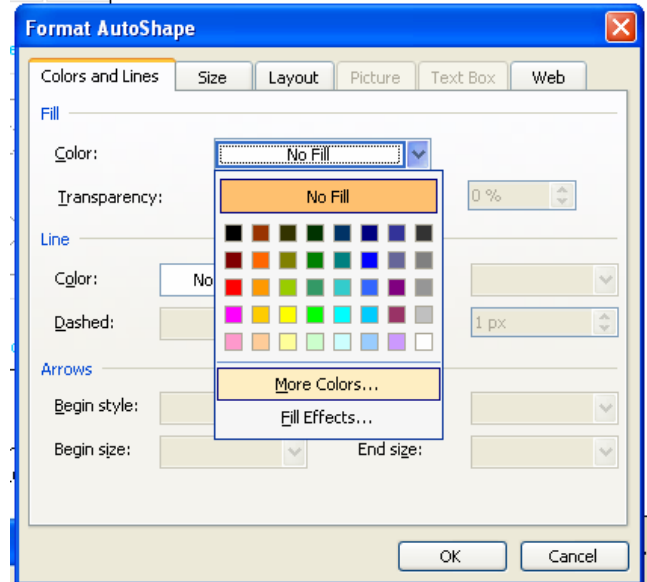 Format AutoShape
Colors and Lines Size Layout Picture Text Box Web
Fill
Color: No Fill
Transparency: No Fill 0 %
Line
Color: No
Dashed: 1 px
Arrows
More Colors...
Begin style:
Fill Effects...
Begin size: End size:
OK Cancel